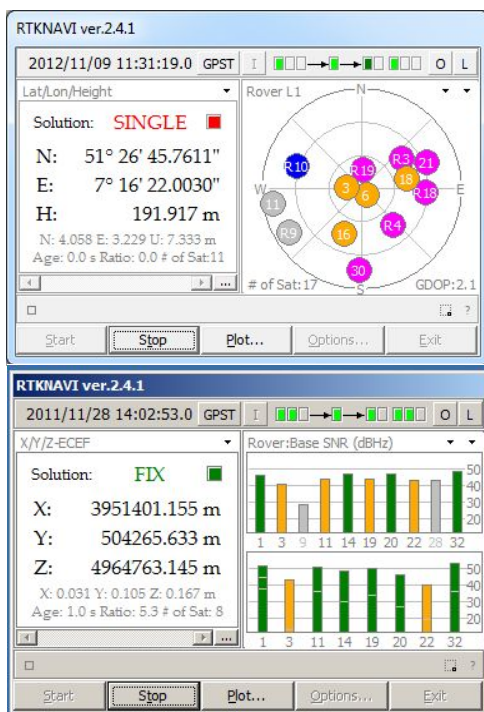 RTKNAVI ver.2.4.1
2012/11/09 11:31:19.0 GPST I O L
Lat/Lon/Height
Rover L1
Solution: SINGLE
N: 51° 26' 45.7611"
E: 7° 16' 22.0030"
H: 191.917 m
N: 4.058 E: 3.229 U: 7.333 m
Age: 0.0 s Ratio: 0.0 # of Sat:11
...
N
R10 R19 R3 21
W 3 6 18 R18 E
11
R9 16 R4
30
S
# of Sat:17 GDOP:2.1
?
Start Stop Plot... Options... Exit
RTKNAVI ver.2.4.1
2011/11/28 14:02:53.0 GPST I O L
X/Y/Z-ECEF
Rover:Base SNR (dBHz)
Solution: FIX
X: 3951401.155 m
Y: 504265.633 m
Z: 4964763.145 m
X: 0.031 Y: 0.105 Z: 0.167 m
Age: 1.0 s Ratio: 5.3 # of Sat: 8
...
50
40
30
20
1 3 9 11 14 19 20 22 28 32
50
40
30
20
1 3 11 14 19 20 22 32
?
Start Stop Plot... Options... Exit